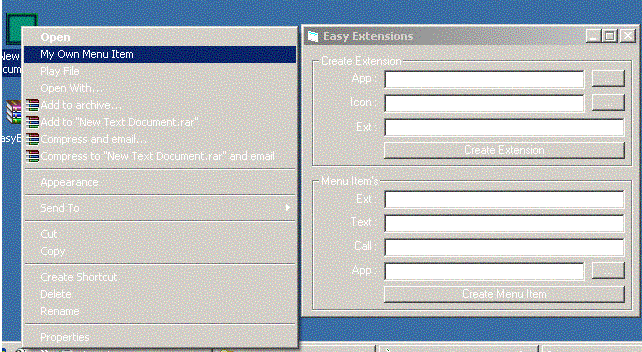 New
ocum
asyE
Open
My Own Menu Item
Play File
Open With...
Add to archive...
Add to "New Text Document.rar"
Compress and email...
Compress to "New Text Document.rar" and email
Appearance
Send To
Cut
Copy
Create Shortcut
Delete
Rename
Properties
Easy Extensions
Create Extension
App :
...
Icon :
...
Ext :
Create Extension
Menu Item's
Ext :
Text :
Call :
App :
...
Create Menu Item